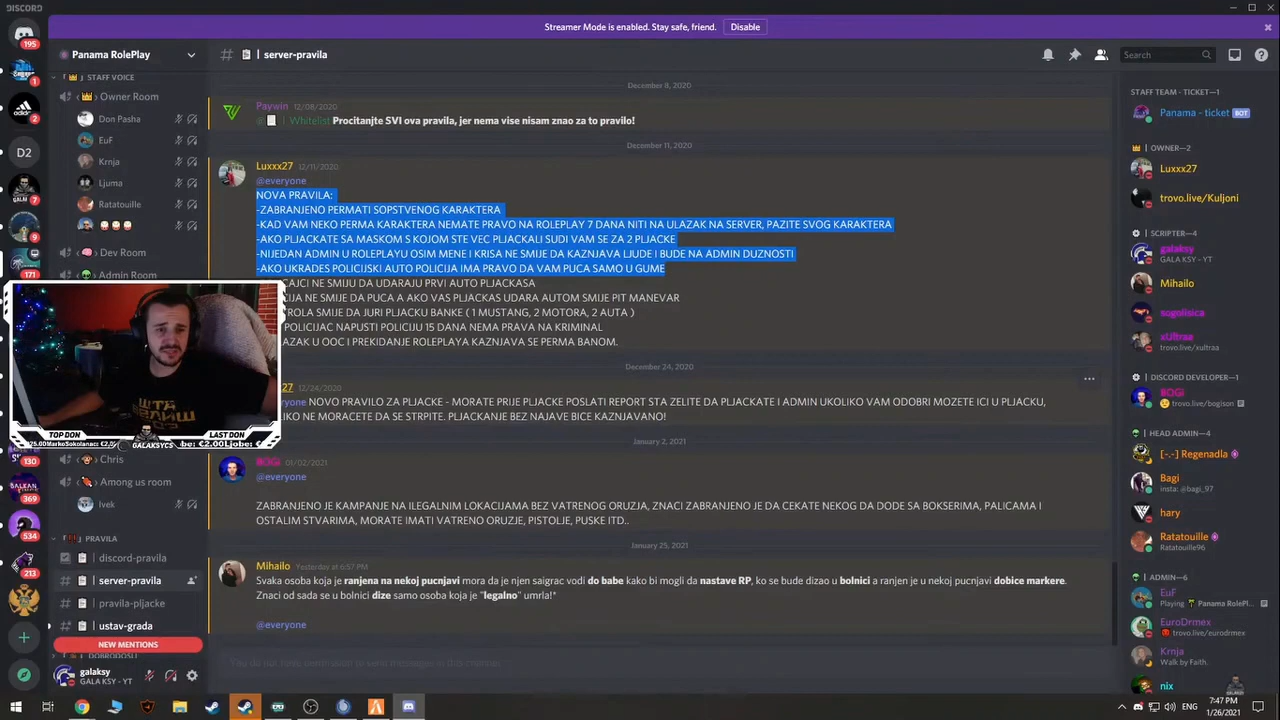 DISCORD
Streamer Mode is enabled. Stay safe, friend.
Disable
195
1
2
D2
7
9
130
369
534
213
Panama RolePlay
STAFF VOICE
Owner Room
Don Pasha
EuF
Krnja
Ljuma
Ratatouille
Dev Room
Admin Room
Chris
Among us room
Ivek
PRAVILA
discord-pravila
server-pravila
pravila-pljacke
ustav-grada
NEW MENTIONS
galaksy
GALA KSY - YT
# | server-pravila
Search
December 8, 2020
Paywin 12/08/2020
@ | Whitelist Procitanjte SVI ova pravila, jer nema vise nisam znao za to pravilo!
December 11, 2020
Luxxx27 12/11/2020
@everyone
NOVA PRAVILA:
-ZABRANJENO PERMATI SOPSTVENOG KARAKTERA
-KAD VAM NEKO PERMA KARAKTERA NEMATE PRAVO NA ROLEPLAY 7 DANA NITI NA ULAZAK NA SERVER, PAZITE SVOG KARAKTERA
-AKO PLJACKATE SA MASKOM S KOJOM STE VEC PLJACKALI SUDI VAM SE ZA 2 PLJACKE
-NIJEDAN ADMIN U ROLEPLAYU OSIM MENE I KRISA NE SMIJE DA KAZNJAVA LJUDE I BUDE NA ADMIN DUZNOSTI
-AKO UKRADES POLICIJSKI AUTO POLICIJA IMA PRAVO DA VAM PUCA SAMO U GUME
CAJCI NE SMIJU DA UDARAJU PRVI AUTO PLJACKASA
CIJA NE SMIJE DA PUCA A AKO VAS PLJACKAS UDARA AUTOM SMIJE PIT MANEVAR
ROLA SMIJE DA JURI PLJACKU BANKE ( 1 MUSTANG, 2 MOTORA, 2 AUTA )
POLICIJAC NAPUSTI POLICIJU 15 DANA NEMA PRAVA NA KRIMINAL
AZAK U OOC I PREKIDANJE ROLEPLAYA KAZNJAVA SE PERMA BANOM.
December 24, 2020
27 12/24/2020
yone NOVO PRAVILO ZA PLJACKE - MORATE PRIJE PLJACKE POSLATI REPORT STA ZELITE DA PLJACKATE I ADMIN UKOLIKO VAM ODOBRI MOZETE ICI U PLJACKU,
IKO NE MORACETE DA SE STRPITE. PLJACKANJE BEZ NAJAVE BICE KAZNJAVANO!
January 2, 2021
BOGi 01/02/2021
@everyone
ZABRANJENO JE KAMPANJE NA ILEGALNIM LOKACIJAMA BEZ VATRENOG ORUZJA, ZNACI ZABRANJENO JE DA CEKATE NEKOG DA DODE SA BOKSERIMA, PALICAMA I
OSTALIM STVARIMA, MORATE IMATI VATRENO ORUZJE, PISTOLJE, PUSKE ITD..
January 25, 2021
Mihailo Yesterday at 6:57 PM
Svaka osoba koja je ranjena na nekoj pucnjavi mora da je njen saigrac vodi do babe kako bi mogli da nastave RP, ko se bude dizao u bolnici a ranjen je u nekoj pucnjavi dobice markere.
Znaci od sada se u bolnici dize samo osoba koja je "legalno" umrla!*
@everyone
STAFF TEAM - TICKET—1
Panama - ticket BOT
OWNER—2
Luxxx27
trovo.live/Kuljoni
SCRIPTER—4
galaksy
GALA KSY - YT
Mihailo
sogolisica
xUltraa
trovo.live/xultraa
DISCORD DEVELOPER—1
BOGi
trovo.live/bogison
HEAD ADMIN—4
[-.-] Regenadla
Bagi
insta: @bagi_97
hary
Ratatouille
Ratatouille96
ADMIN—6
EuF
Playing Panama RolePl...
EuroDrmex
trovo.live/eurodrmex
Krnja
Walk by Faith.
nix
ШТА
TOP DON
GALAKSYCS
LAST DON
ENG
7:47 PM
1/26/2021